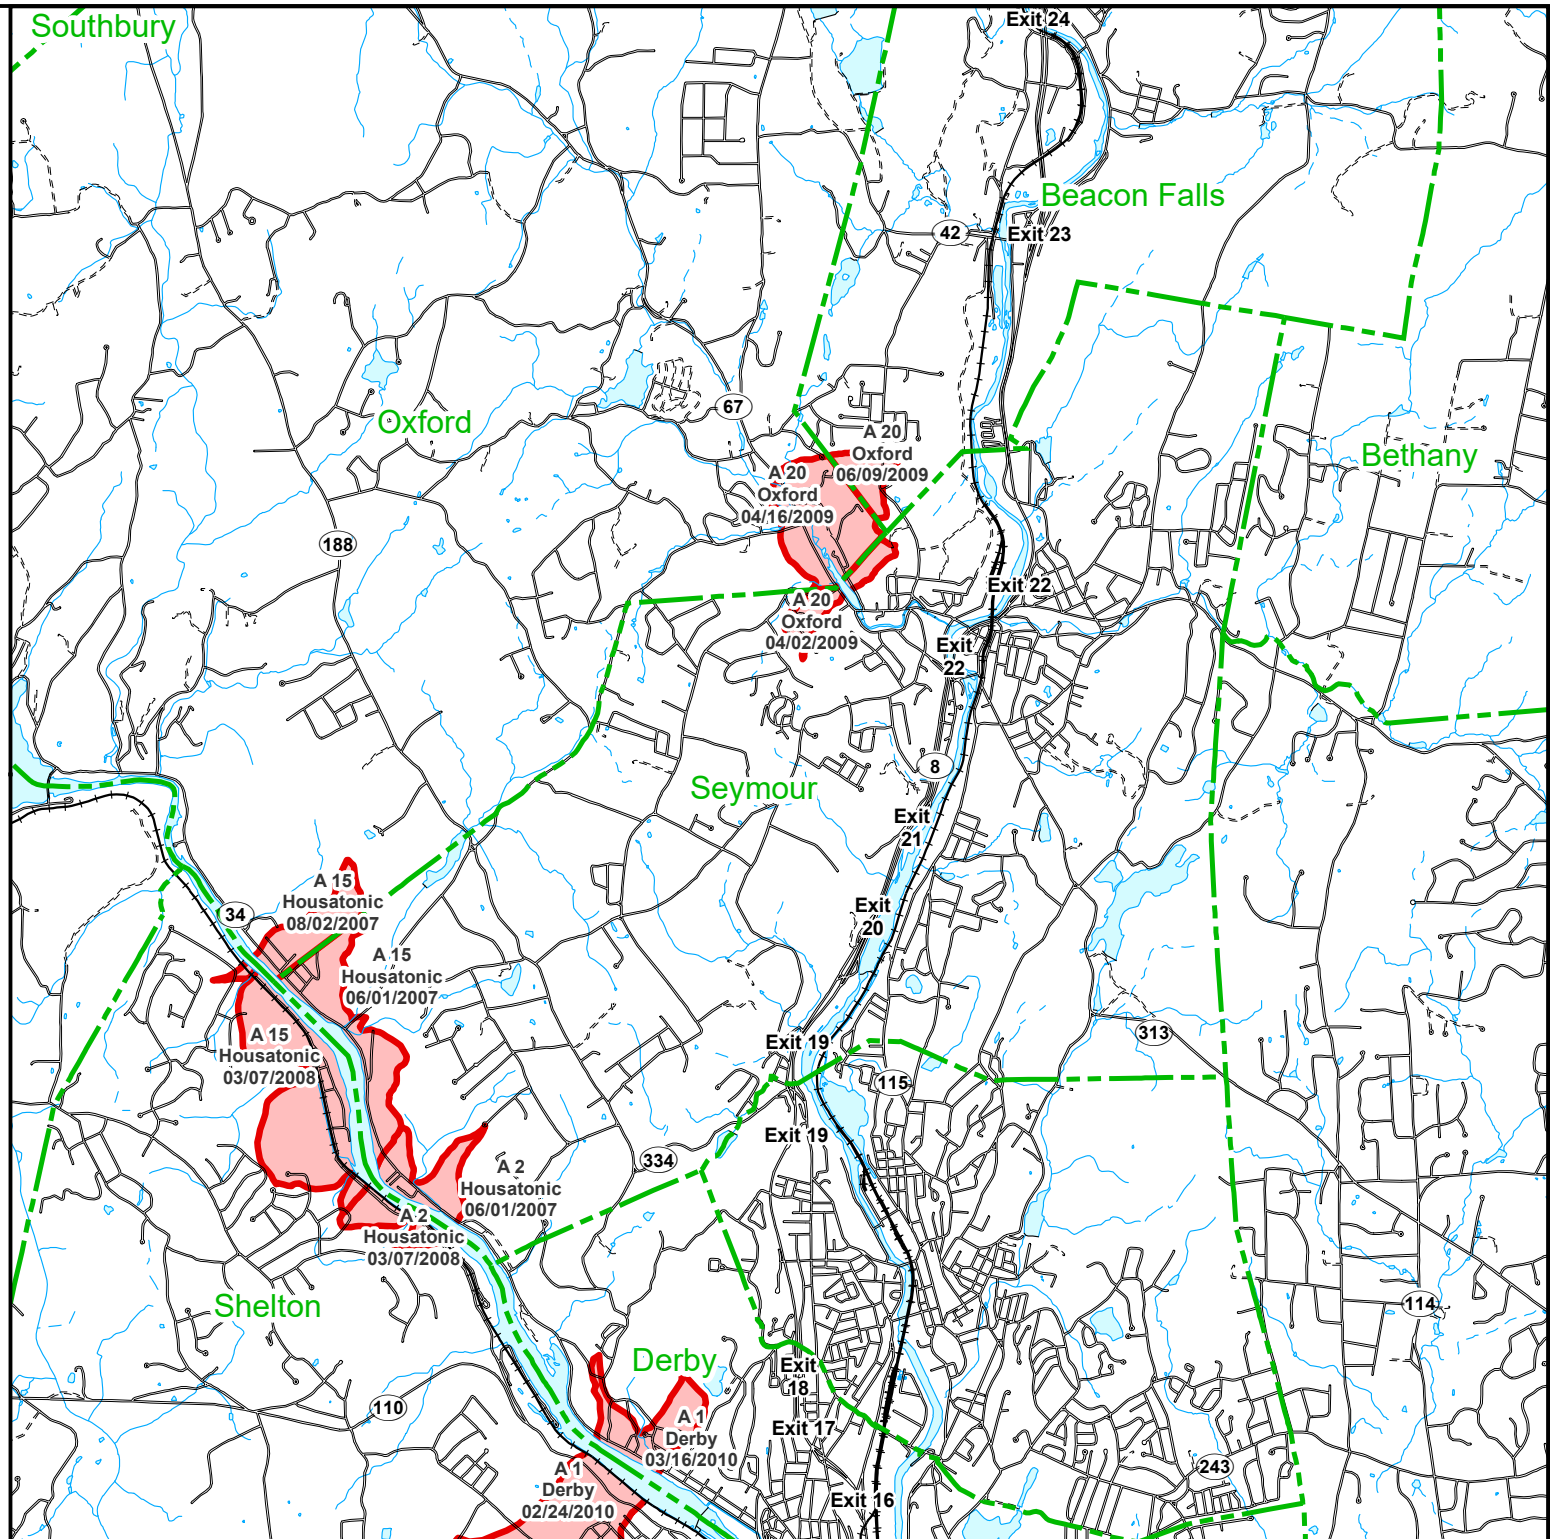 Southbury
Exit 24
Beacon Falls
42
Exit 23
67
Oxford
A 20
Oxford
06/09/2009
Bethany
A 20
Oxford
04/16/2009
188
Exit 22
A 20
Oxford
04/02/2009
Exit
22
8
Seymour
Exit
21
A 15
Housatonic
08/02/2007
34
Exit
20
A 15
Housatonic
06/01/2007
A 15
Housatonic
03/07/2008
Exit 19
313
115
Exit 19
334
A 2
Housatonic
06/01/2007
A 2
Housatonic
03/07/2008
Shelton
114
Derby
Exit
18
110
A 1
Derby
03/16/2010
Exit 17
A 1
Derby
02/24/2010
243
Exit 16